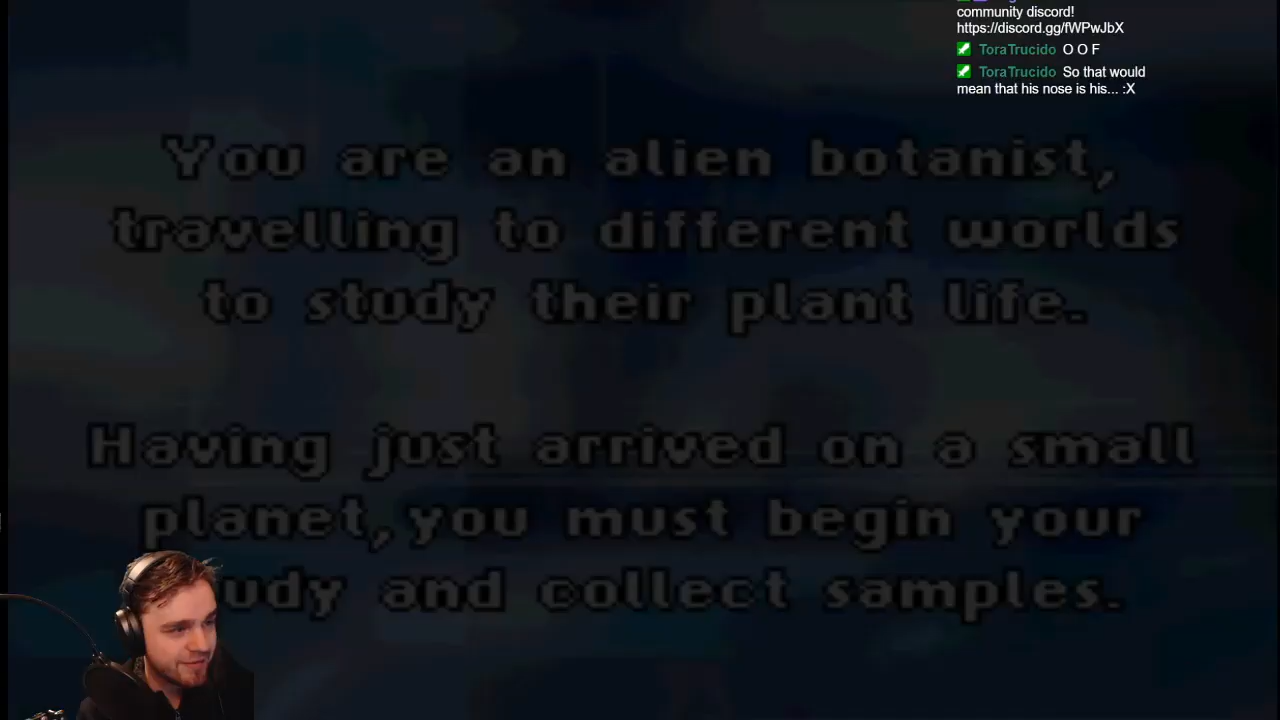 community discord!
https://discord.gg/fWPwJbX
ToraTrucido O O F
ToraTrucido So that would
mean that his nose is his... :X
You are an alien botanist,
travelling to different worlds
to study their plant life.
Having just arrived on a small
planet, you must begin your
udy and collect samples.